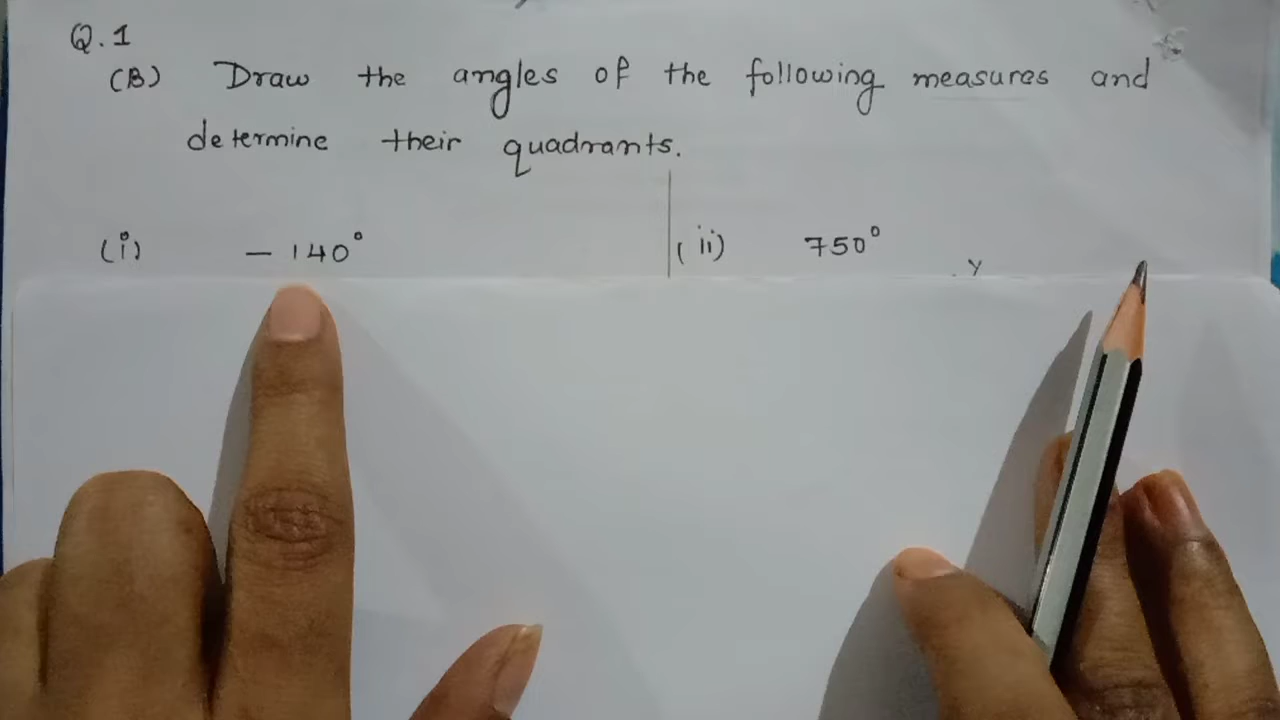 Q.1
(B) Draw the angles of the following measures and
determine their quadrants.
(i) - 140° (ii) 750°
Y